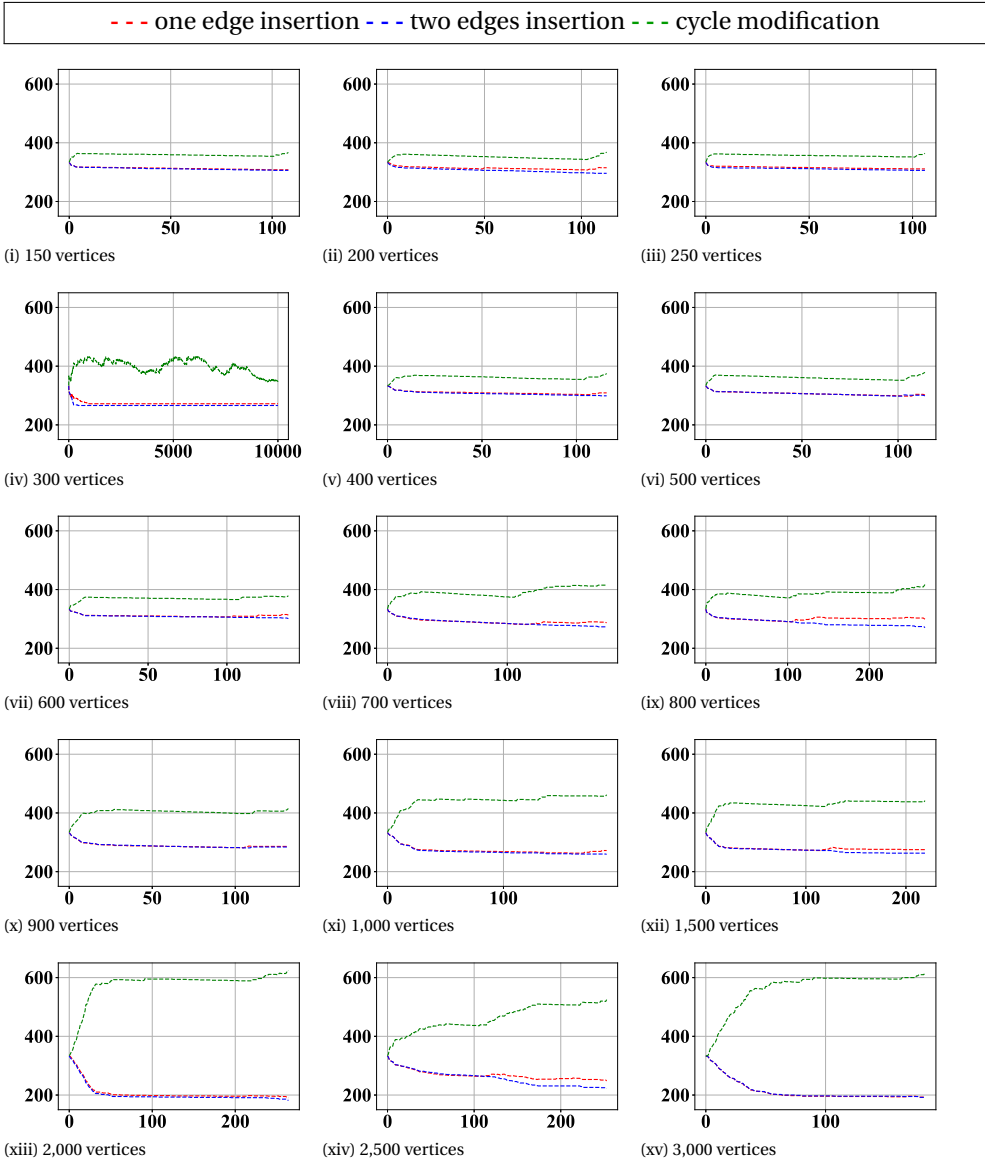 --- one edge insertion --- two edges insertion --- cycle modification
600
400
200
0 50 100
(i) 150 vertices
600
400
200
0 50 100
(ii) 200 vertices
600
400
200
0 50 100
(iii) 250 vertices
600
400
200
0 5000 10000
(iv) 300 vertices
600
400
200
0 50 100
(v) 400 vertices
600
400
200
0 50 100
(vi) 500 vertices
600
400
200
0 50 100
(vii) 600 vertices
600
400
200
0 100
(viii) 700 vertices
600
400
200
0 100 200
(ix) 800 vertices
600
400
200
0 50 100
(x) 900 vertices
600
400
200
0 100
(xi) 1,000 vertices
600
400
200
0 100 200
(xii) 1,500 vertices
600
400
200
0 100 200
(xiii) 2,000 vertices
600
400
200
0 100 200
(xiv) 2,500 vertices
600
400
200
0 100
(xv) 3,000 vertices